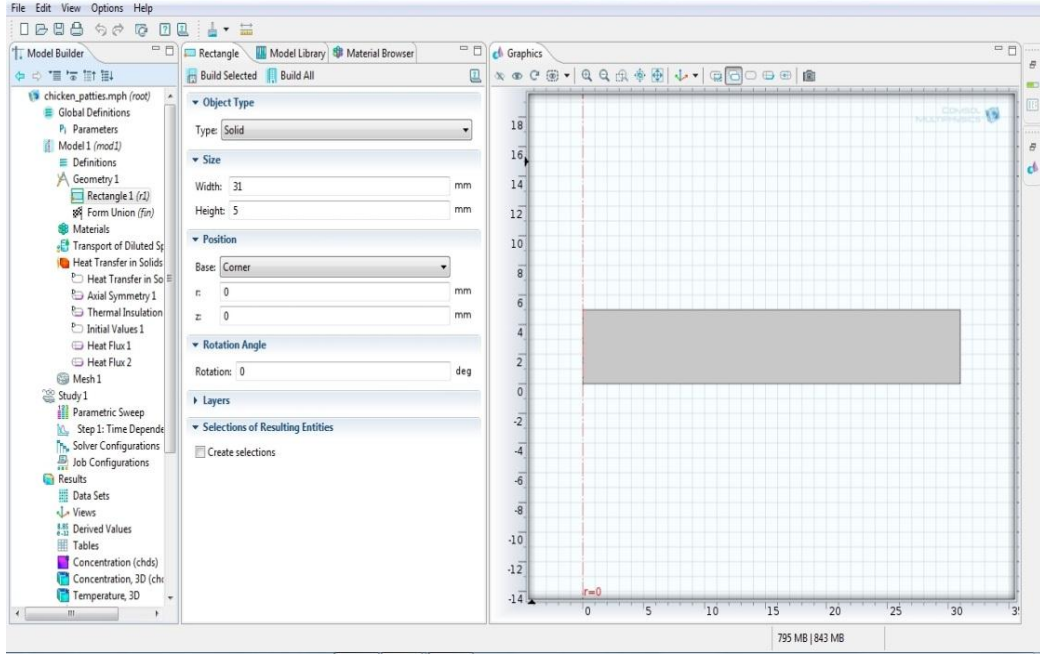 File Edit View Options Help
Model Builder
chicken_patties.mph (root)
Global Definitions
Pi Parameters
Model 1 (mod1)
Definitions
Geometry 1
Rectangle 1 (r1)
Form Union (fin)
Materials
Transport of Diluted Sp
Heat Transfer in Solids
Heat Transfer in So
Axial Symmetry 1
Thermal Insulation
Initial Values 1
Heat Flux 1
Heat Flux 2
Mesh 1
Study 1
Parametric Sweep
Step 1: Time Depende
Solver Configurations
Job Configurations
Results
Data Sets
Views
Derived Values
Tables
Concentration (chds)
Concentration, 3D (chd
Temperature, 3D
Rectangle Model Library Material Browser
Build Selected Build All
Object Type
Type: Solid
Size
Width: 31 mm
Height: 5 mm
Position
Base: Corner
r: 0 mm
z: 0 mm
Rotation Angle
Rotation: 0 deg
Layers
Selections of Resulting Entities
Create selections
Graphics
COMSOL
MULTIPHYSICS
18
16
14
12
10
8
6
4
2
0
-2
-4
-6
-8
-10
-12
-14
r=0
0 5 10 15 20 25 30
795 MB | 843 MB